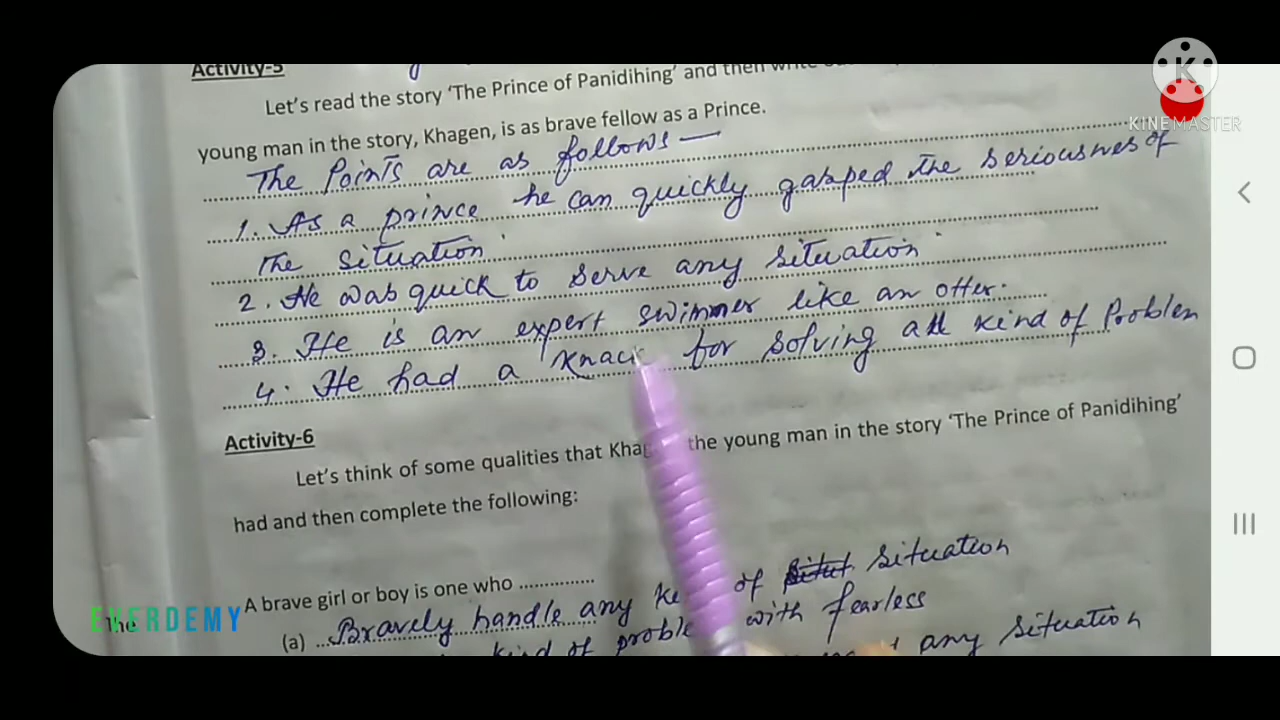 Activity-5
Let's read the story 'The Prince of Panidihing' and then write
young man in the story, Khagen, is as brave fellow as a Prince.
The Points are as follows —
1. As a prince he can quickly gasped the seriousnes of
the situation.
2. He was quick to serve any situation.
3. He is an expert swimmer like an otter.
4. He had a knack for solving all kind of Problem
Activity-6
Let's think of some qualities that the young man in the story 'The Prince of Panidihing'
had and then complete the following:
A brave girl or boy is one who ...............
(a) Bravely handle any of situation
kind of with fearless
any situation
The
EVERDEMY
K
KINEMASTER